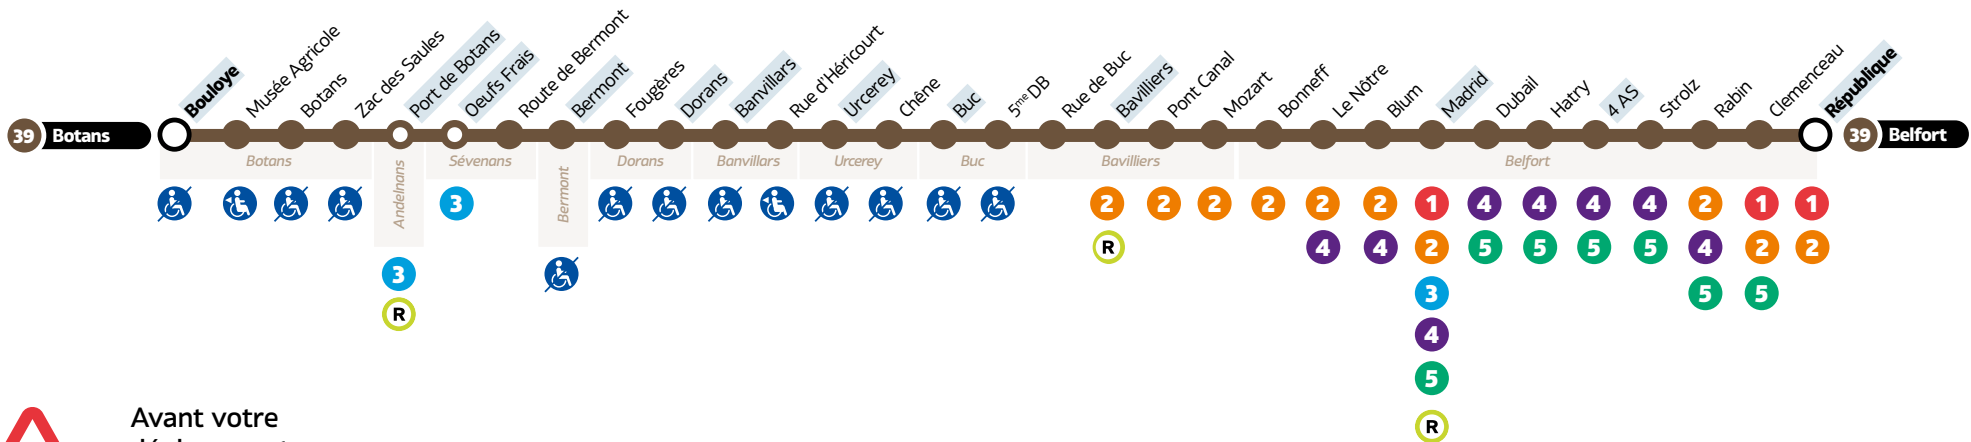 Bouloye
Musée Agricole
Botans
Zac des Saules
Port de Botans
Oeufs Frais
Route de Bermont
Bermont
Fougères
Dorans
Banvillars
Rue d'Héricourt
Urcerey
Chêne
Buc
5me DB
Rue de Buc
Bavilliers
Pont Canal
Mozart
Bonneff
Le Nôtre
Blum
Madrid
Dubail
Hatry
4 AS
Strolz
Rabin
Clemenceau
République
39 Botans
39 Belfort
Botans
Andelnans
Sévenans
Bermont
Dorans
Banvillars
Urcerey
Buc
Bavilliers
Belfort
3 2 2 2 2 2 2 1 4 4 4 4 2 1 1
R 4 4 2 5 5 5 5 4 2 2
3 3 5 5
R 4
5
R
Avant votre